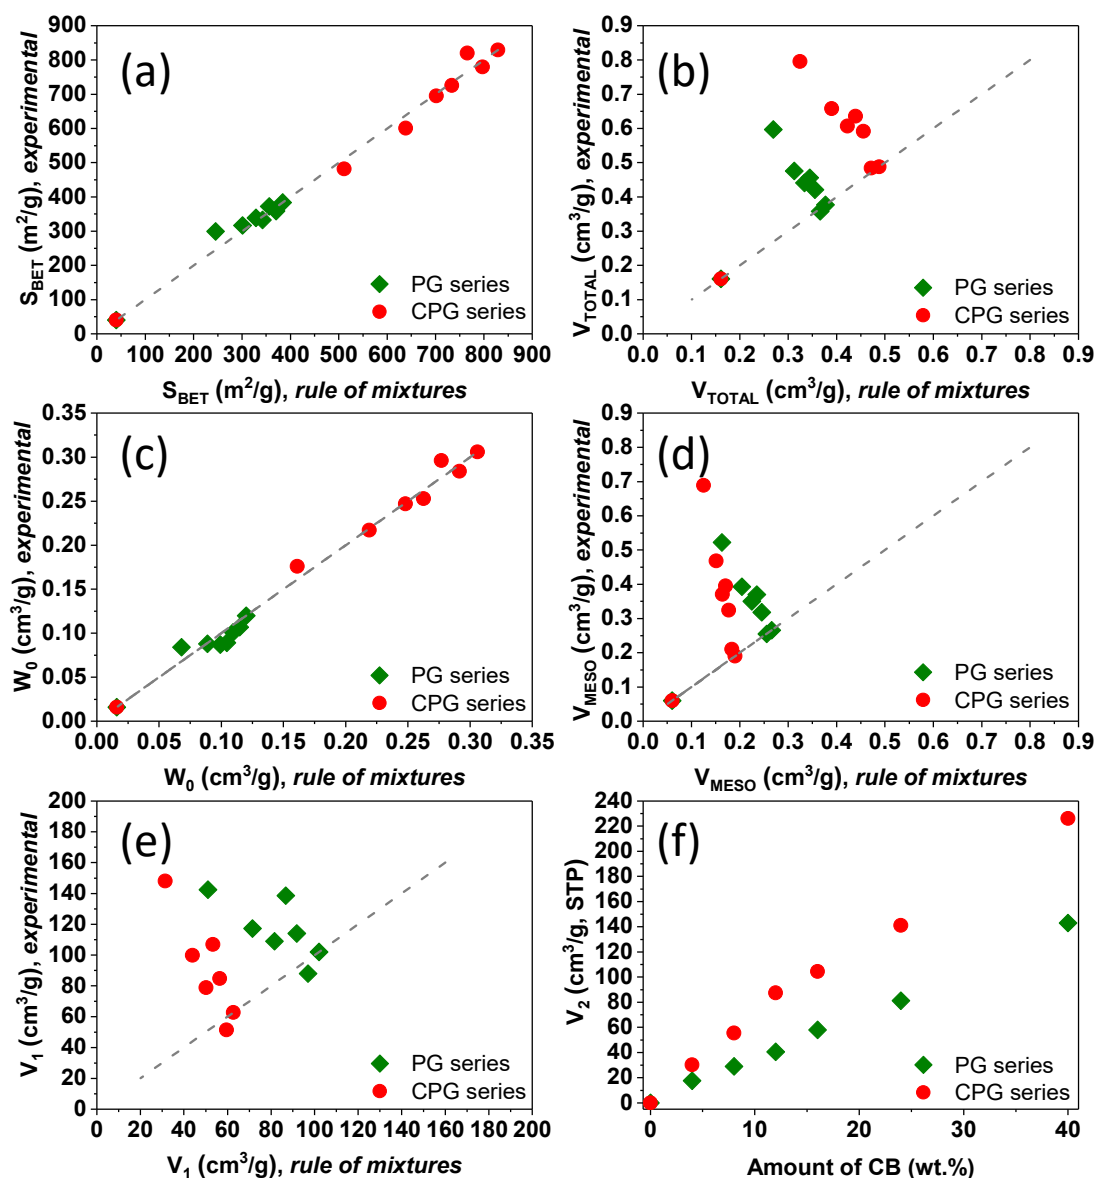 (a)
S_BET (m²/g), experimental
900
800
700
600
500
400
300
200
100
0
PG series
CPG series
0 100 200 300 400 500 600 700 800 900
S_BET (m²/g), rule of mixtures
(b)
V_TOTAL (cm³/g), experimental
0.9
0.8
0.7
0.6
0.5
0.4
0.3
0.2
0.1
0.0
PG series
CPG series
0.0 0.1 0.2 0.3 0.4 0.5 0.6 0.7 0.8 0.9
V_TOTAL (cm³/g), rule of mixtures
(c)
W₀ (cm³/g), experimental
0.35
0.30
0.25
0.20
0.15
0.10
0.05
0.00
PG series
CPG series
0.00 0.05 0.10 0.15 0.20 0.25 0.30 0.35
W₀ (cm³/g), rule of mixtures
(d)
V_MESO (cm³/g), experimental
0.9
0.8
0.7
0.6
0.5
0.4
0.3
0.2
0.1
0.0
PG series
CPG series
0.0 0.1 0.2 0.3 0.4 0.5 0.6 0.7 0.8 0.9
V_MESO (cm³/g), rule of mixtures
(e)
V₁ (cm³/g), experimental
200
180
160
140
120
100
80
60
40
20
0
PG series
CPG series
0 20 40 60 80 100 120 140 160 180 200
V₁ (cm³/g), rule of mixtures
(f)
V₂ (cm³/g, STP)
240
220
200
180
160
140
120
100
80
60
40
20
0
PG series
CPG series
0 10 20 30 40
Amount of CB (wt.%)